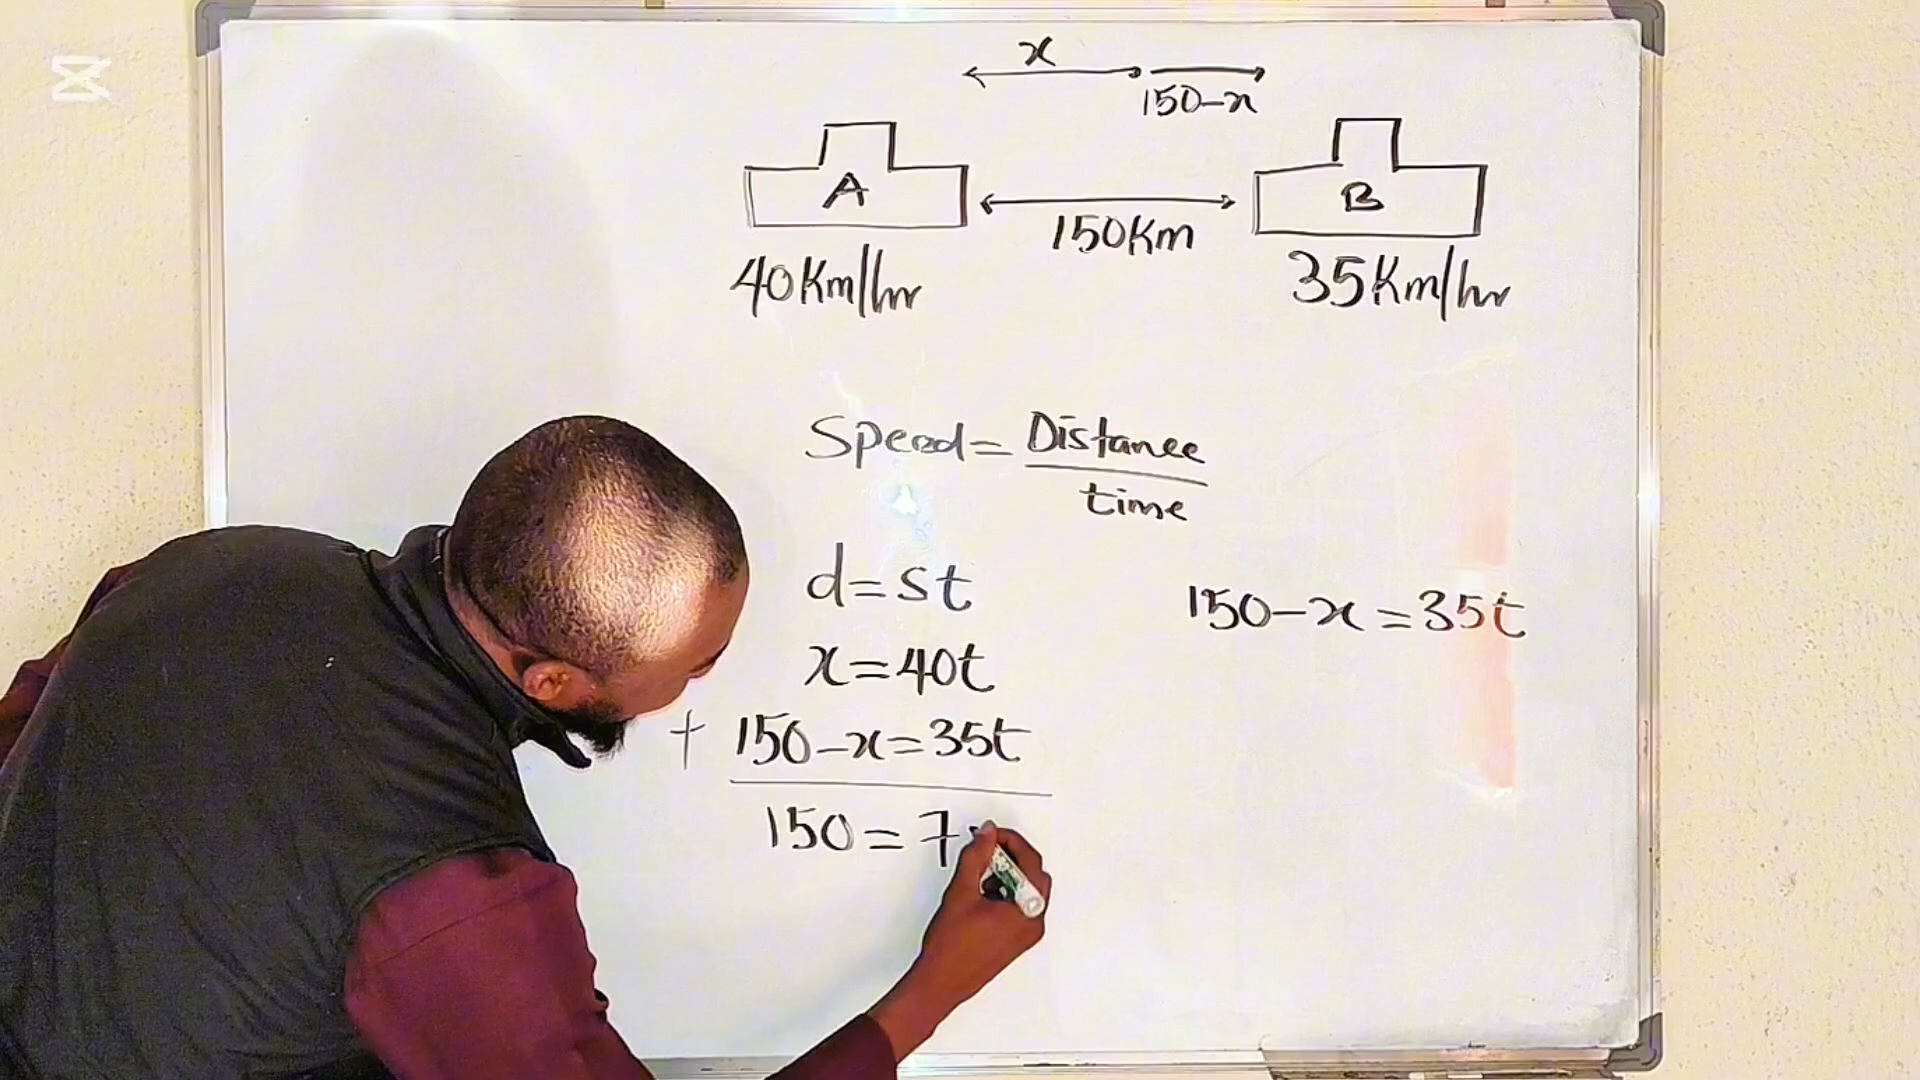 x
150-x
A
B
150Km
40Km/hr
35Km/hr
Speed = Distance
time
d=st
150-x=35t
x=40t
+ 150-x=35t
150=7